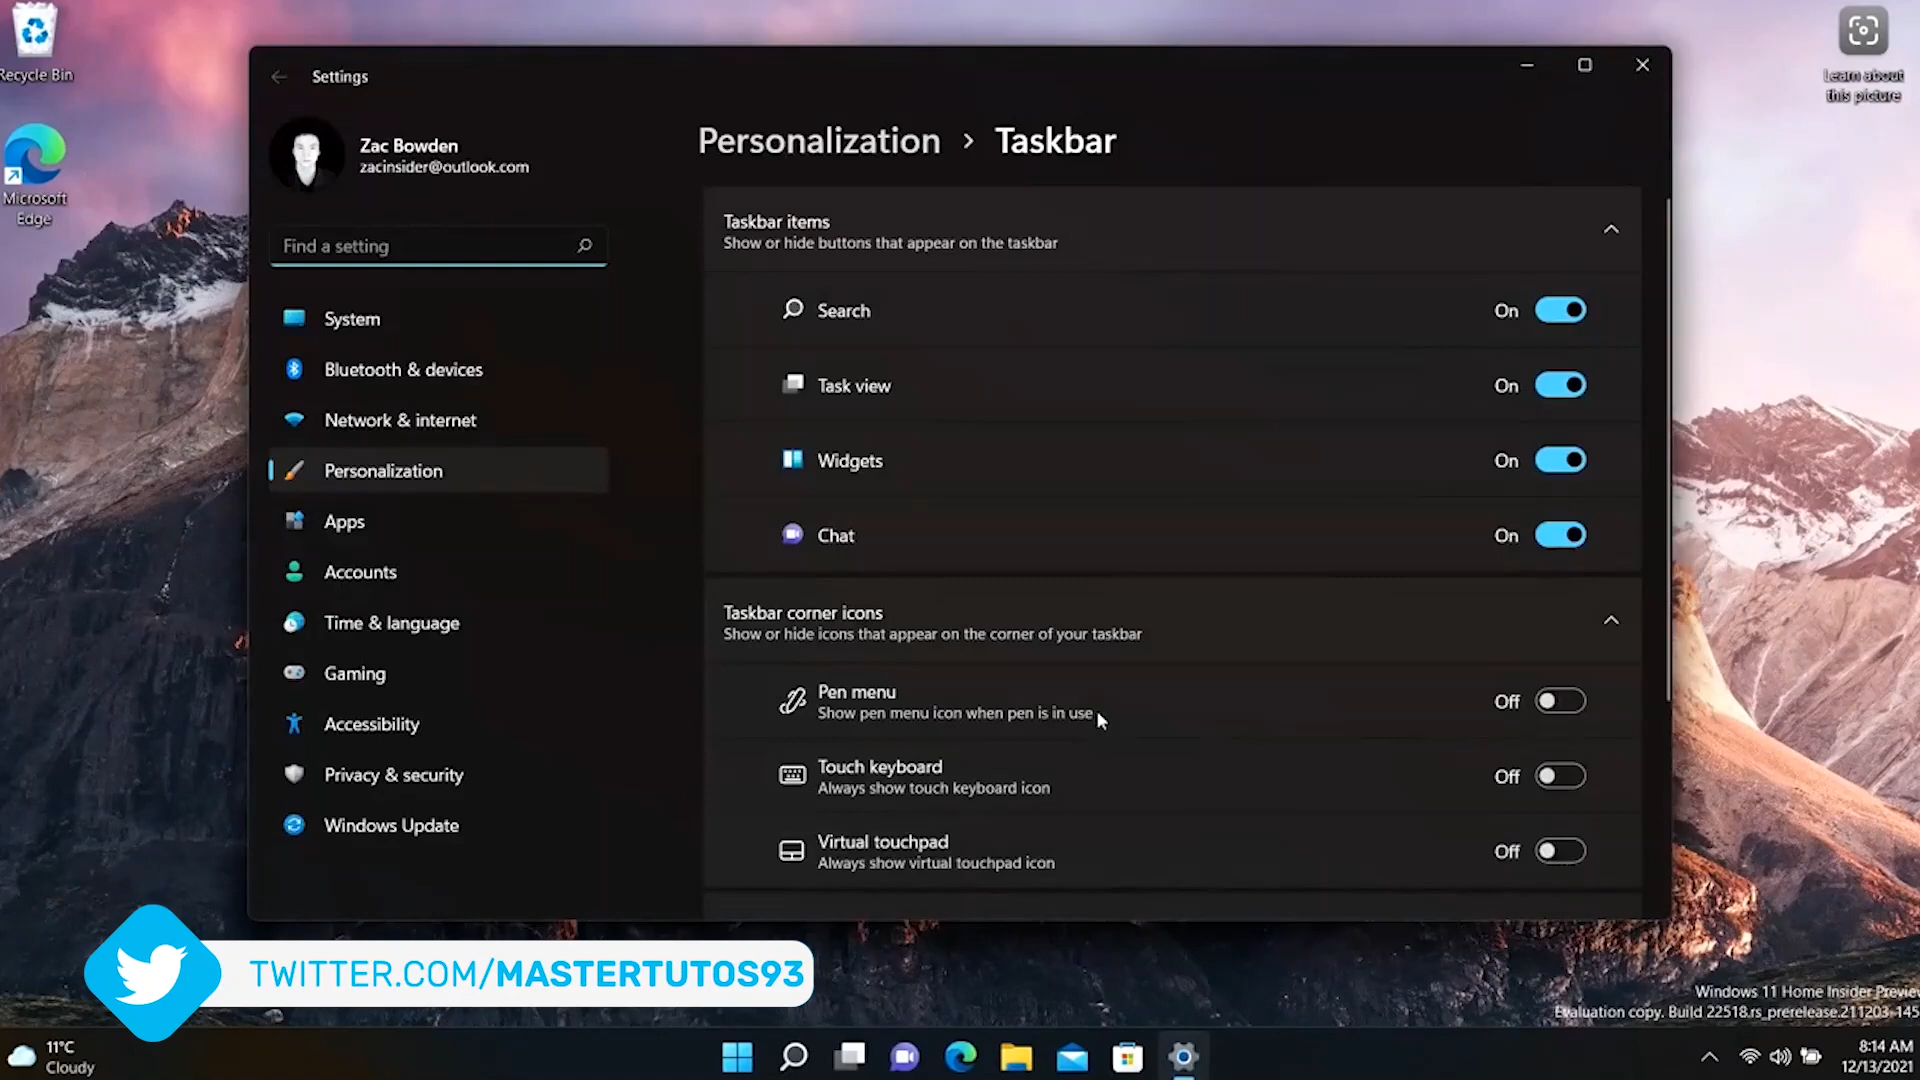 Recycle Bin
Learn about
this picture
Microsoft
Edge
Settings
Zac Bowden
zacinsider@outlook.com
Find a setting
System
Bluetooth & devices
Network & internet
Personalization
Apps
Accounts
Time & language
Gaming
Accessibility
Privacy & security
Windows Update
Personalization > Taskbar
Taskbar items
Show or hide buttons that appear on the taskbar
Search On
Task view On
Widgets On
Chat On
Taskbar corner icons
Show or hide icons that appear on the corner of your taskbar
Pen menu
Show pen menu icon when pen is in use
Off
Touch keyboard
Always show touch keyboard icon
Off
Virtual touchpad
Always show virtual touchpad icon
Off
TWITTER.COM/MASTERTUTOS93
Windows 11 Home Insider Preview
Evaluation copy. Build 22518.rs_prerelease.211203-145
11°C
Cloudy
8:14 AM
12/13/2021